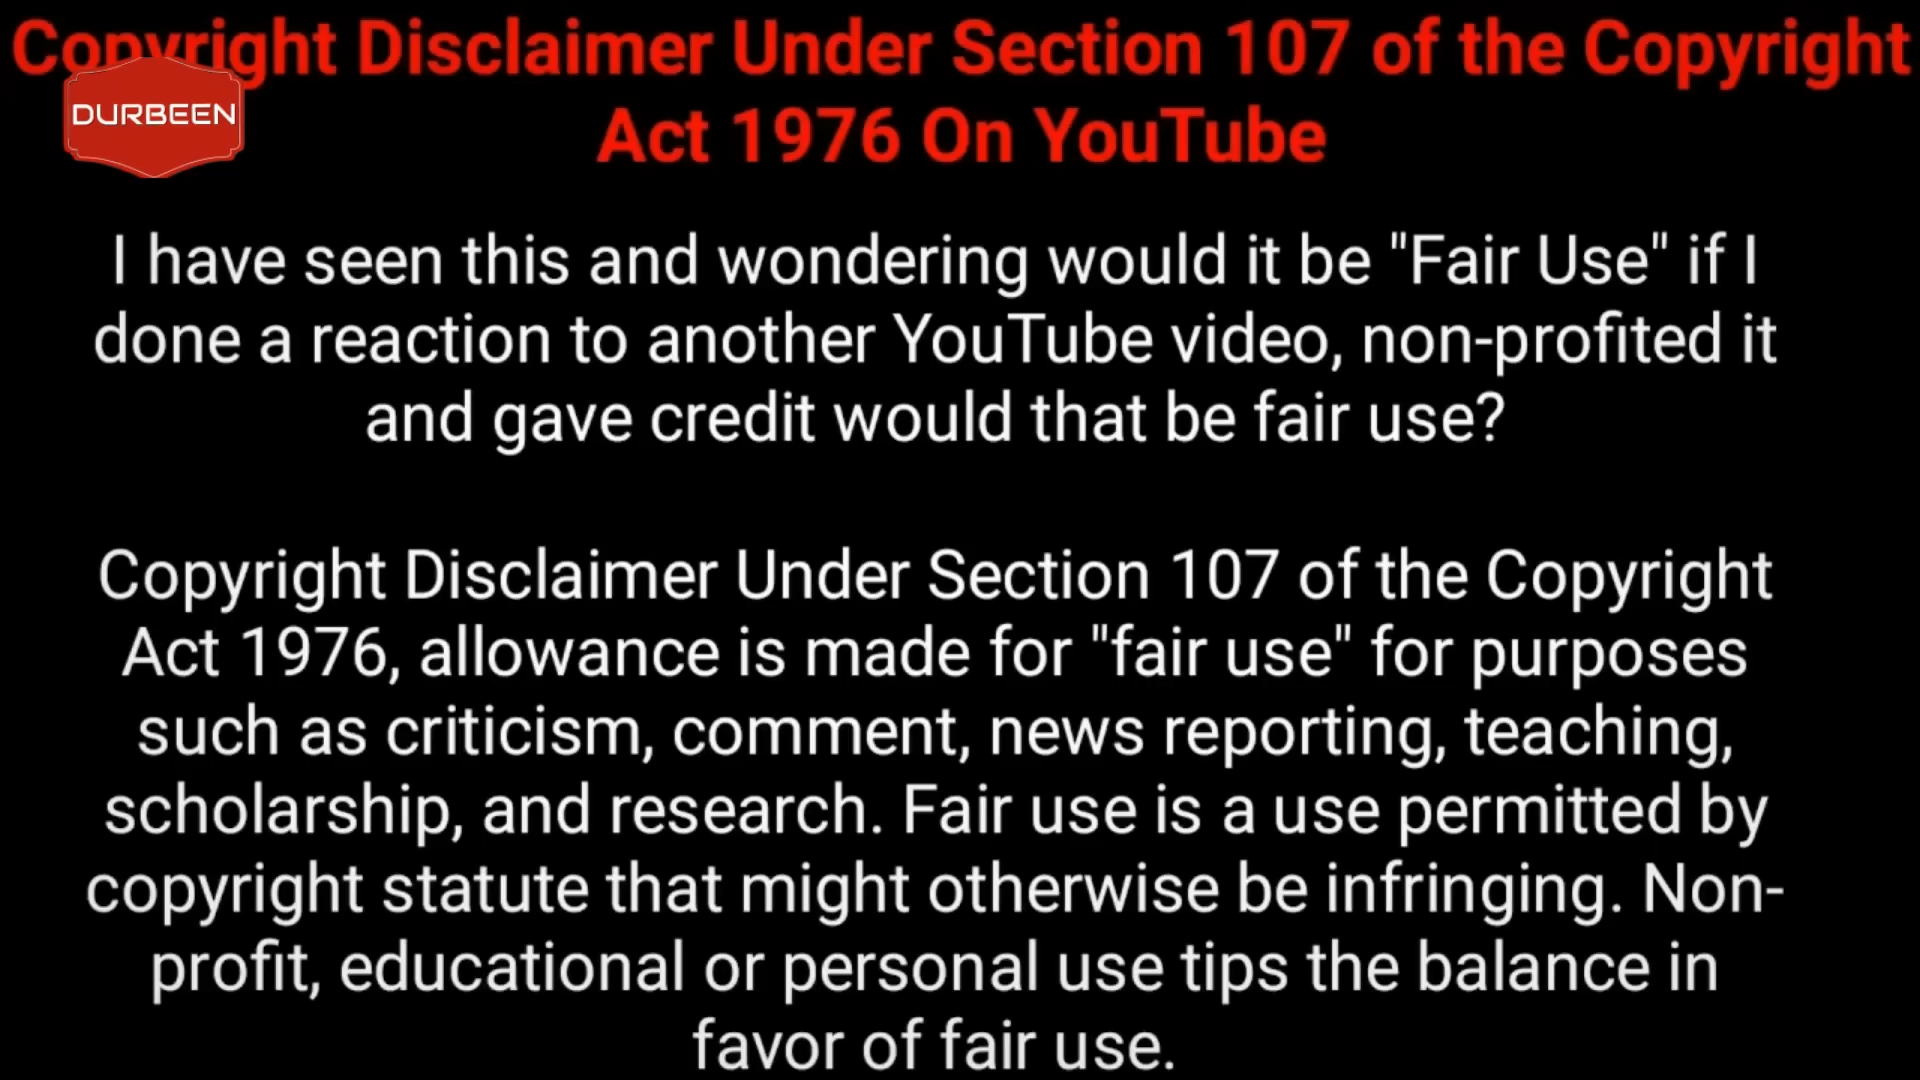 Copyright Disclaimer Under Section 107 of the Copyright
Act 1976 On YouTube
DURBEEN
I have seen this and wondering would it be "Fair Use" if I
done a reaction to another YouTube video, non-profited it
and gave credit would that be fair use?
Copyright Disclaimer Under Section 107 of the Copyright
Act 1976, allowance is made for "fair use" for purposes
such as criticism, comment, news reporting, teaching,
scholarship, and research. Fair use is a use permitted by
copyright statute that might otherwise be infringing. Non-
profit, educational or personal use tips the balance in
favor of fair use.